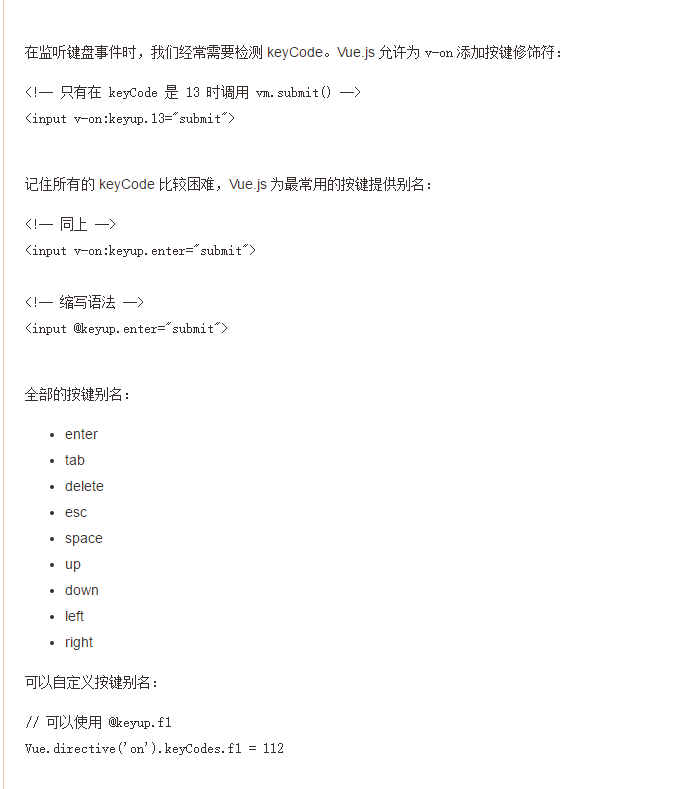 在监听键盘事件时，我们经常需要检测 keyCode。Vue.js 允许为 v-on 添加按键修饰符：
<!— 只有在 keyCode 是 13 时调用 vm.submit() —>
<input v-on:keyup.13="submit">
记住所有的 keyCode 比较困难，Vue.js 为最常用的按键提供别名：
<!— 同上 —>
<input v-on:keyup.enter="submit">
<!— 缩写语法 —>
<input @keyup.enter="submit">
全部的按键别名：
• enter
• tab
• delete
• esc
• space
• up
• down
• left
• right
可以自定义按键别名：
// 可以使用 @keyup.f1
Vue.directive('on').keyCodes.f1 = 112